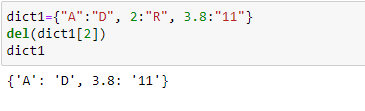 dict1={"A":"D", 2:"R", 3.8:"11"}
del(dict1[2])
dict1
{'A': 'D', 3.8: '11'}